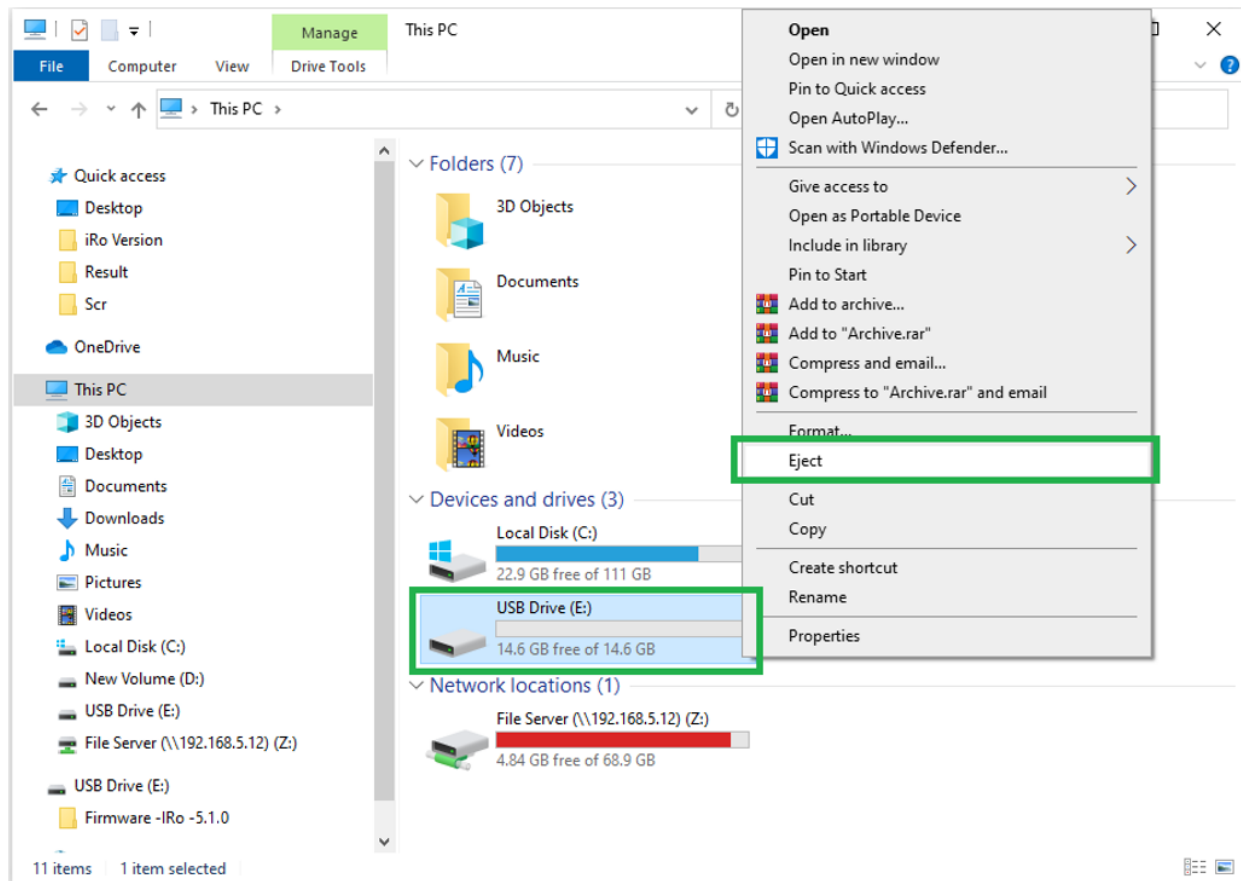 Manage
This PC
File
Computer
View
Drive Tools
This PC
Quick access
Desktop
iRo Version
Result
Scr
OneDrive
This PC
3D Objects
Desktop
Documents
Downloads
Music
Pictures
Videos
Local Disk (C:)
New Volume (D:)
USB Drive (E:)
File Server (\\192.168.5.12) (Z:)
USB Drive (E:)
Firmware -IRo -5.1.0
Folders (7)
3D Objects
Documents
Music
Videos
Devices and drives (3)
Local Disk (C:)
22.9 GB free of 111 GB
USB Drive (E:)
14.6 GB free of 14.6 GB
Network locations (1)
File Server (\\192.168.5.12) (Z:)
4.84 GB free of 68.9 GB
Open
Open in new window
Pin to Quick access
Open AutoPlay...
Scan with Windows Defender...
Give access to
Open as Portable Device
Include in library
Pin to Start
Add to archive...
Add to "Archive.rar"
Compress and email...
Compress to "Archive.rar" and email
Format...
Eject
Cut
Copy
Create shortcut
Rename
Properties
11 items
1 item selected